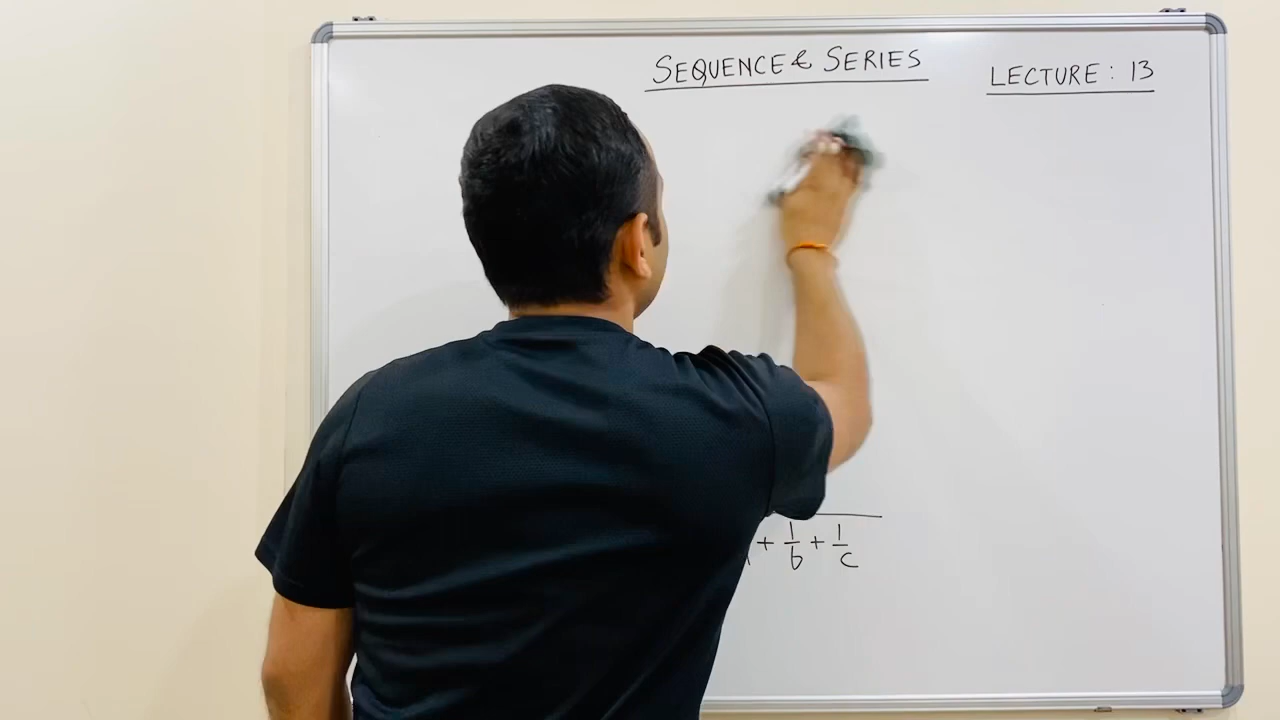 SEQUENCE & SERIES
LECTURE : 13
+ 1/b + 1/c